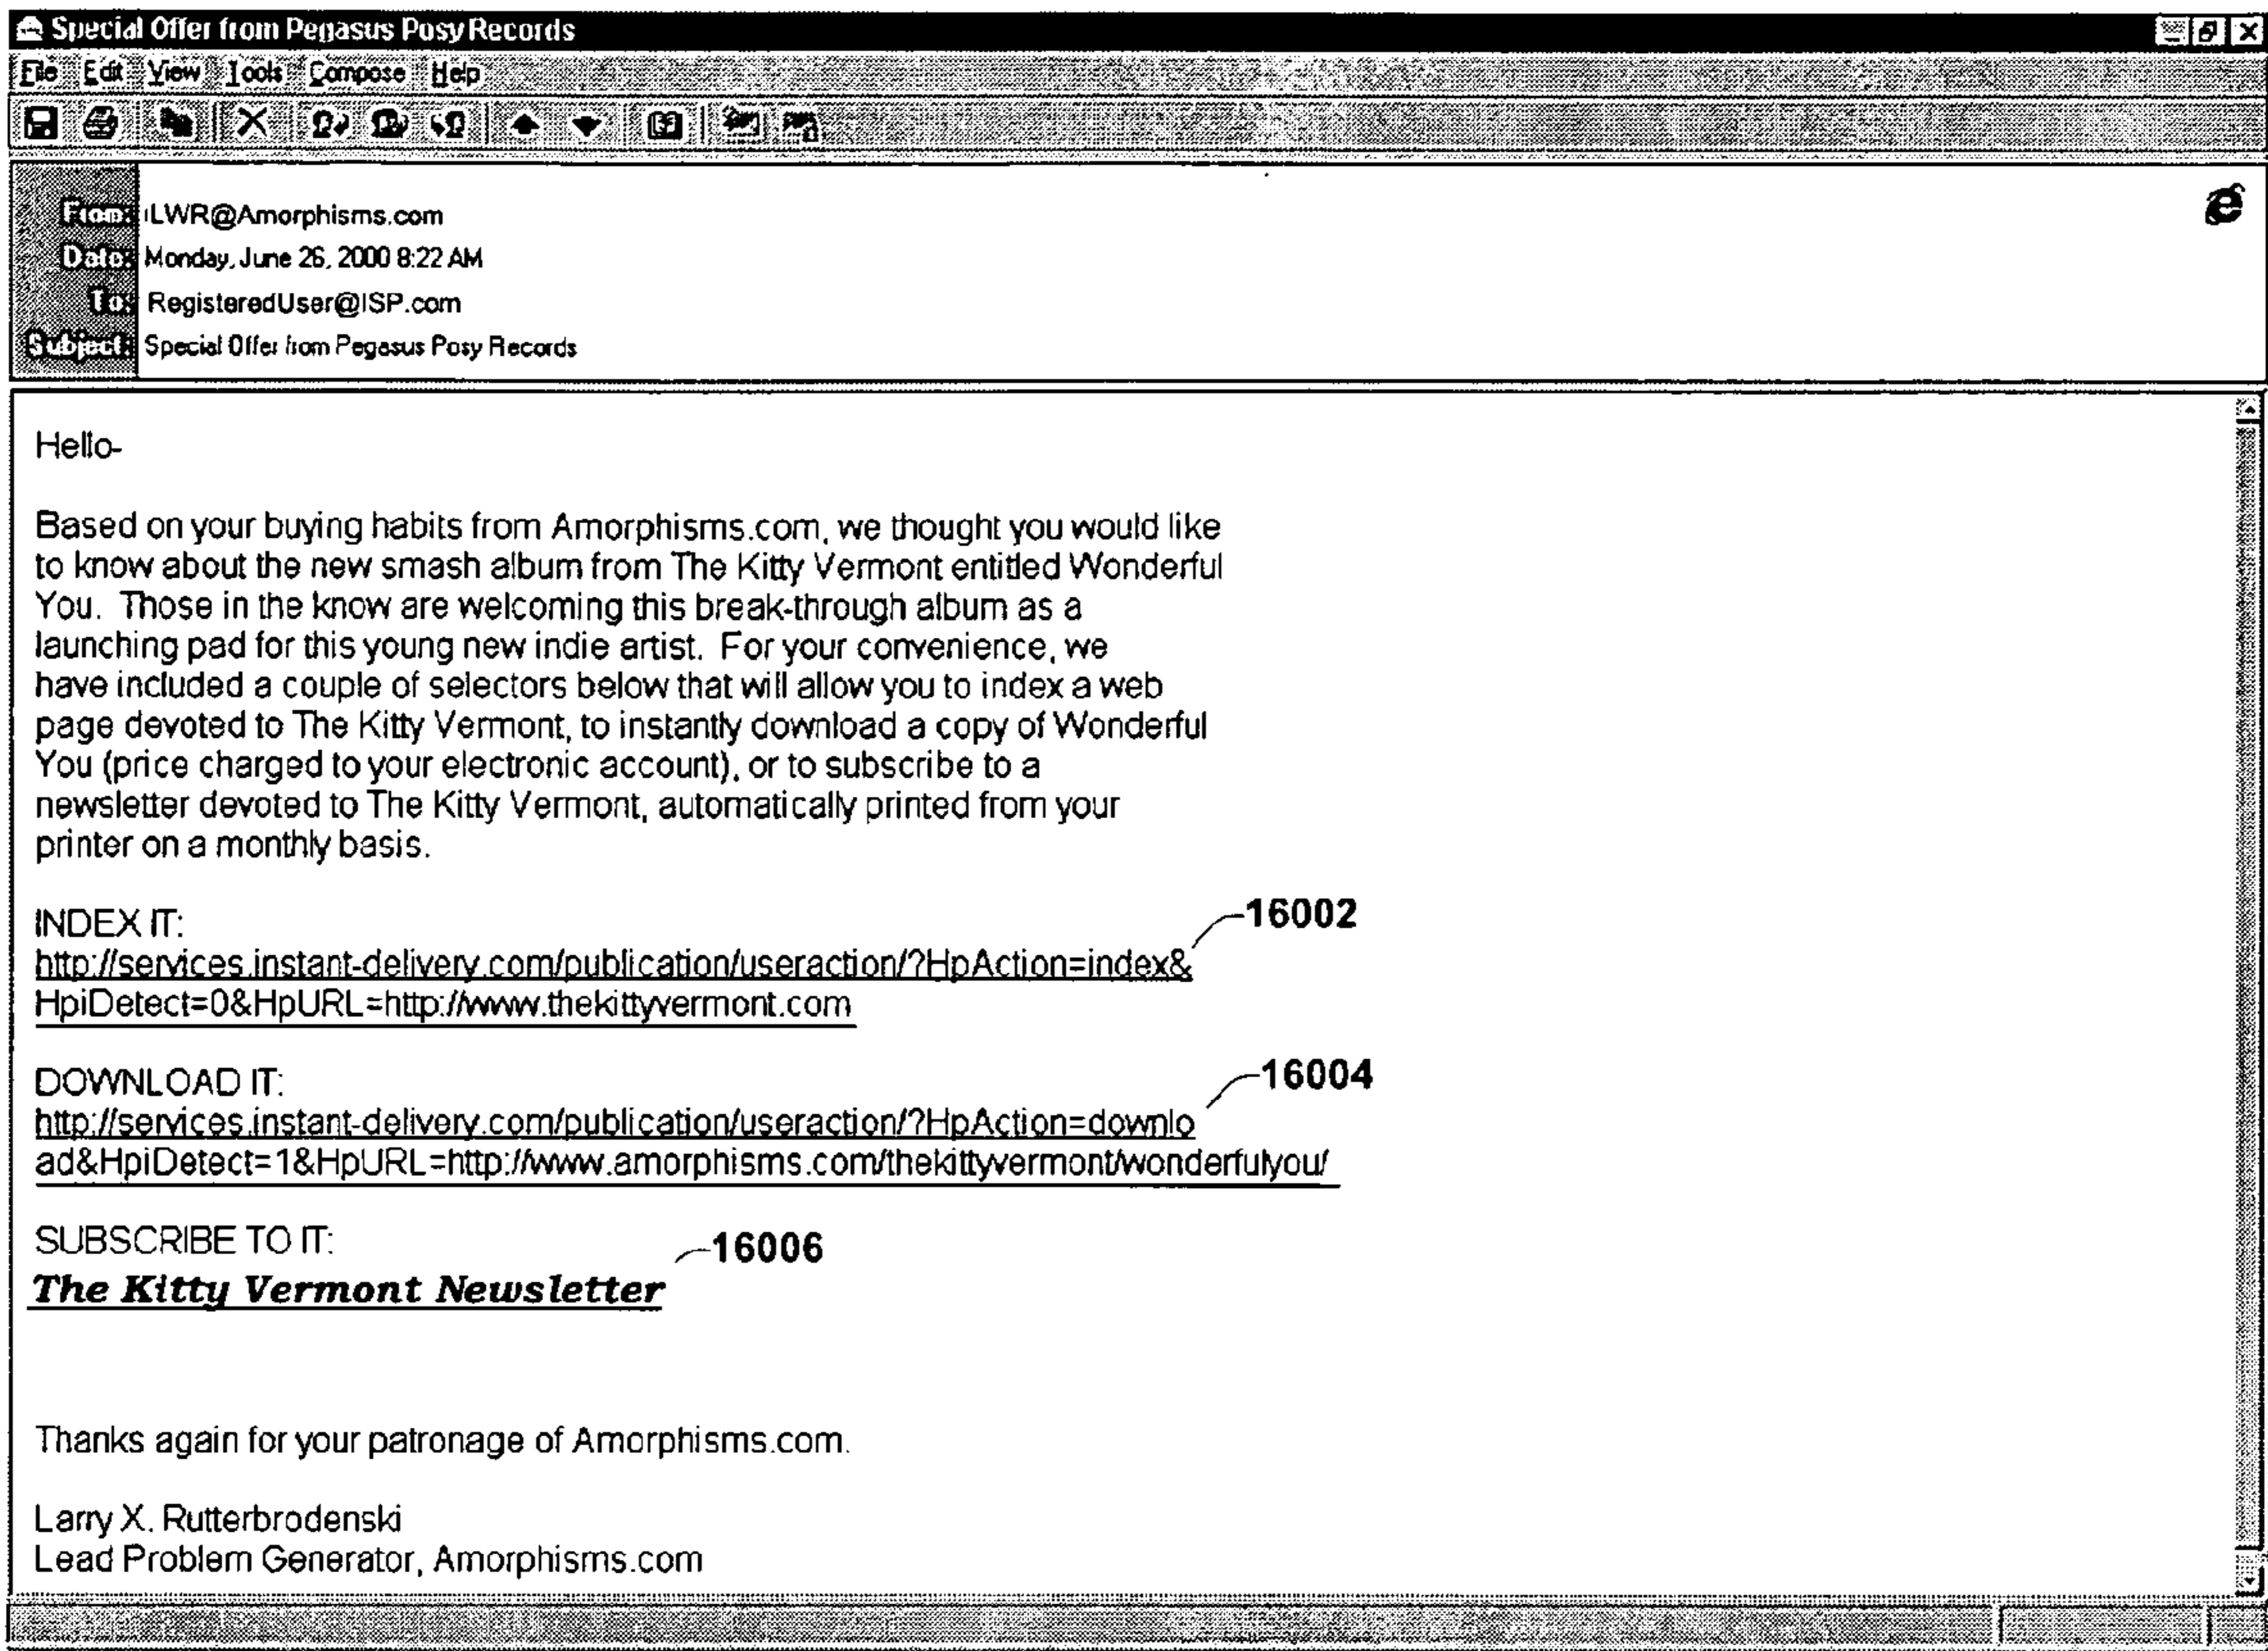 Special Offer from Pegasus Posy Records
File Edit View Tools Compose Help
From: LWR@Amorphisms.com
Date: Monday, June 26, 2000 8:22 AM
To: RegisteredUser@ISP.com
Subject: Special Offer from Pegasus Posy Records
Hello-
Based on your buying habits from Amorphisms.com, we thought you would like
to know about the new smash album from The Kitty Vermont entitled Wonderful
You. Those in the know are welcoming this break-through album as a
launching pad for this young new indie artist. For your convenience, we
have included a couple of selectors below that will allow you to index a web
page devoted to The Kitty Vermont, to instantly download a copy of Wonderful
You (price charged to your electronic account), or to subscribe to a
newsletter devoted to The Kitty Vermont, automatically printed from your
printer on a monthly basis.
INDEX IT:
16002
http://services.instant-delivery.com/publication/useraction/?HpAction=index&
HpiDetect=0&HpURL=http://www.thekittyvermont.com
DOWNLOAD IT:
16004
http://services.instant-delivery.com/publication/useraction/?HpAction=downlo
ad&HpiDetect=1&HpURL=http://www.amorphisms.com/thekittyvermont/wonderfulyou/
SUBSCRIBE TO IT:
16006
The Kitty Vermont Newsletter
Thanks again for your patronage of Amorphisms.com.
Larry X. Rutterbrodenski
Lead Problem Generator, Amorphisms.com